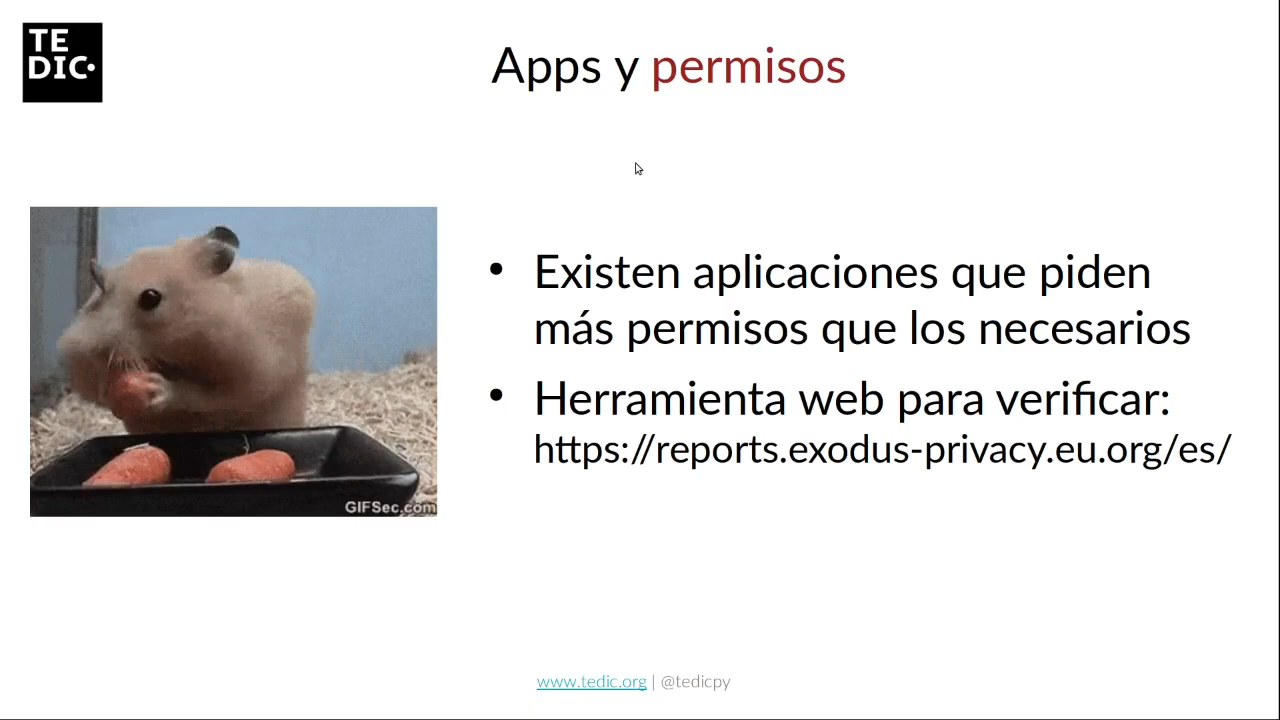 TE
DIC
Apps y permisos
• Existen aplicaciones que piden
más permisos que los necesarios
• Herramienta web para verificar:
https://reports.exodus-privacy.eu.org/es/
GIFSec.com
www.tedic.org | @tedicpy